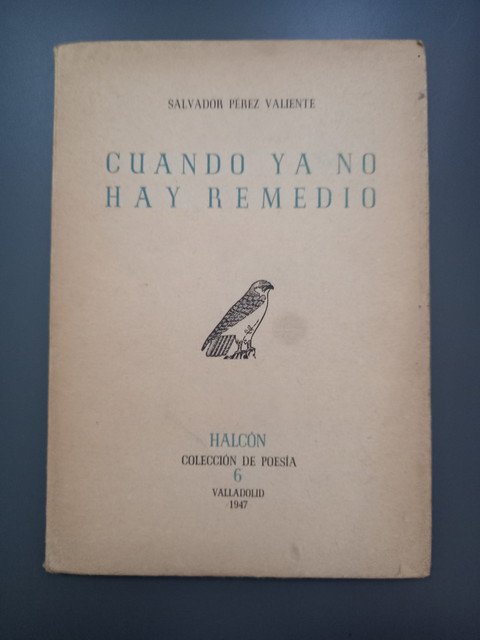 SALVADOR PÉREZ VALIENTE
CUANDO YA NO
HAY REMEDIO
HALCÓN
COLECCIÓN DE POESÍA
6
VALLADOLID
1947